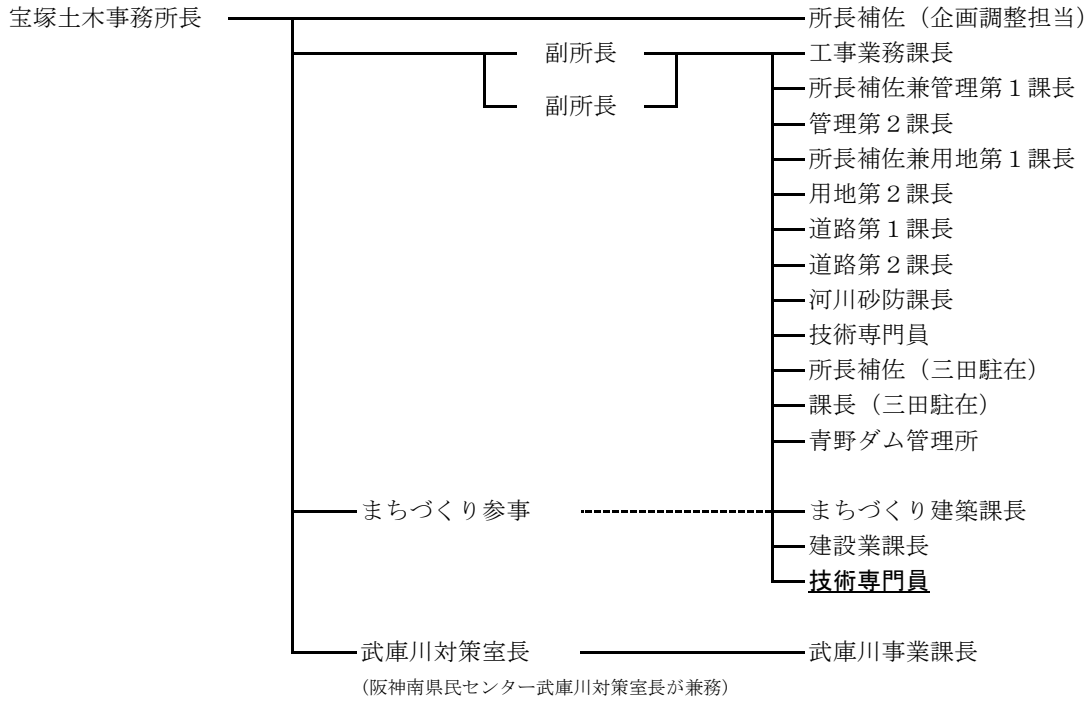 宝塚土木事務所長 所長補佐（企画調整担当）
副所長 工事業務課長
所長補佐兼管理第１課長
副所長
管理第２課長
所長補佐兼用地第１課長
用地第２課長
道路第１課長
道路第２課長
河川砂防課長
技術専門員
所長補佐（三田駐在）
課長（三田駐在）
青野ダム管理所
まちづくり参事 まちづくり建築課長
建設業課長
技術専門員
武庫川対策室長 武庫川事業課長
(阪神南県民センター武庫川対策室長が兼務)